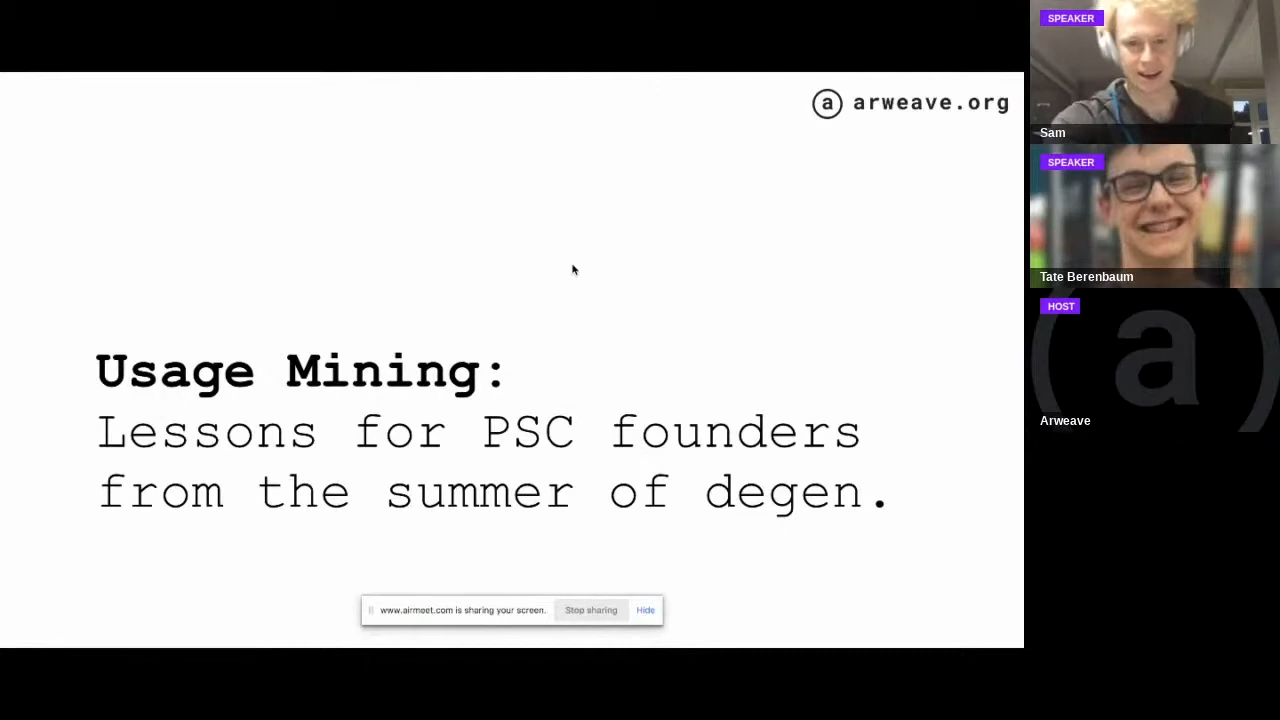 a arweave.org
Usage Mining:
Lessons for PSC founders
from the summer of degen.
www.airmeet.com is sharing your screen. Stop sharing Hide
SPEAKER
Sam
SPEAKER
Tate Berenbaum
HOST
(a)
Arweave